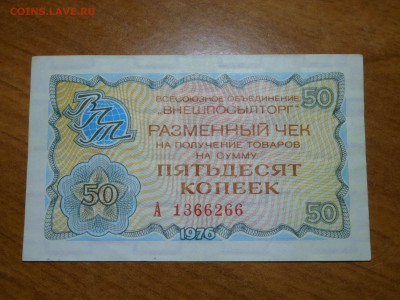 COINS.LAVE.RU
ВСЕСОЮЗНОЕ ОБЪЕДИНЕНИЕ
"ВНЕШПОСЫЛТОРГ"
50
ВПТ
РАЗМЕННЫЙ ЧЕК
НА ПОЛУЧЕНИЕ ТОВАРОВ
НА СУММУ
ПЯТЬДЕСЯТ
КОПЕЕК
50
А 1366266
50
1976